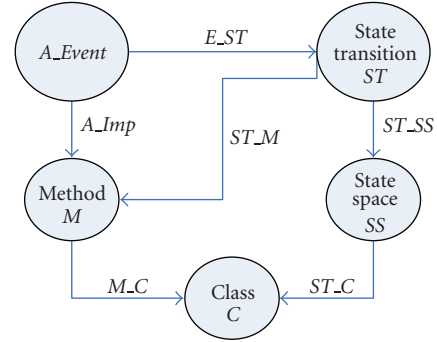 A_Event
E_ST
State
transition
ST
A_Imp
ST_M
ST_SS
Method
M
State
space
SS
M_C
Class
C
ST_C